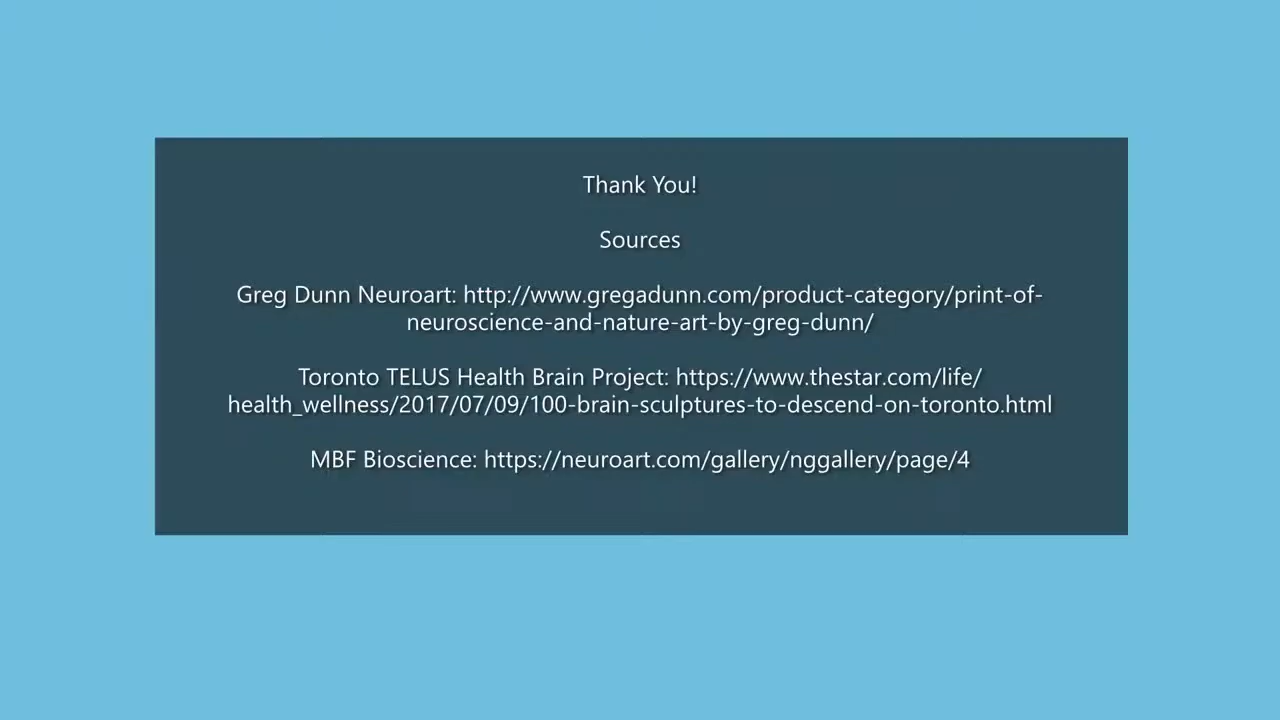 Thank You!
Sources
Greg Dunn Neuroart: http://www.gregadunn.com/product-category/print-of-
neuroscience-and-nature-art-by-greg-dunn/
Toronto TELUS Health Brain Project: https://www.thestar.com/life/
health_wellness/2017/07/09/100-brain-sculptures-to-descend-on-toronto.html
MBF Bioscience: https://neuroart.com/gallery/nggallery/page/4